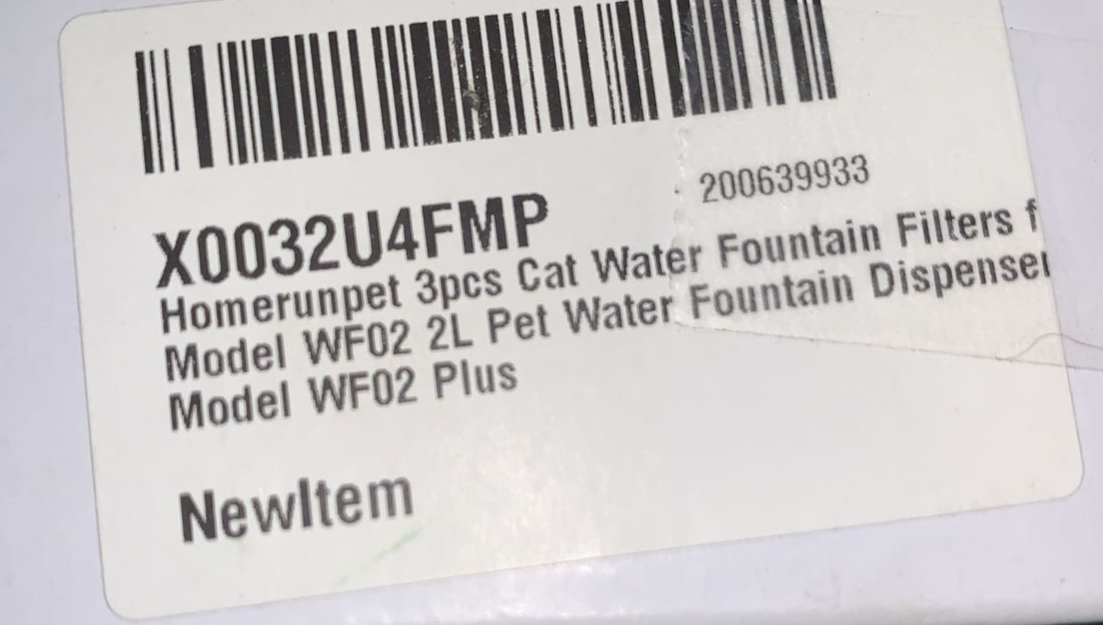 200639933
X0032U4FMP
Homerunpet 3pcs Cat Water Fountain Filters f
Model WF02 2L Pet Water Fountain Dispenser
Model WF02 Plus
NewItem